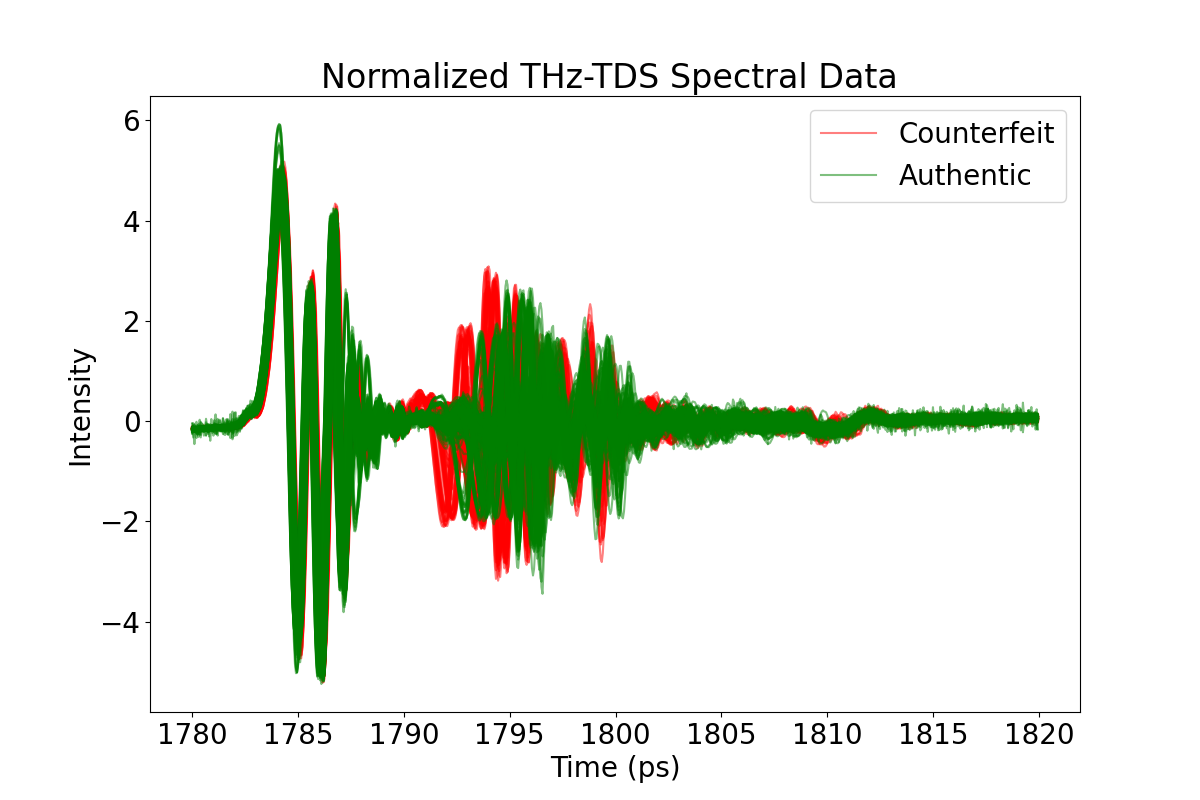 Normalized THz-TDS Spectral Data
Counterfeit
Authentic
6
4
2
0
−2
−4
Intensity
1780 1785 1790 1795 1800 1805 1810 1815 1820
Time (ps)